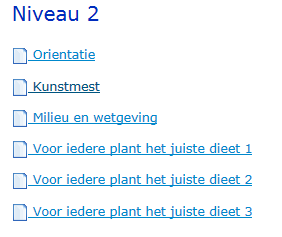 Niveau 2
Orientatie
Kunstmest
Milieu en wetgeving
Voor iedere plant het juiste dieet 1
Voor iedere plant het juiste dieet 2
Voor iedere plant het juiste dieet 3